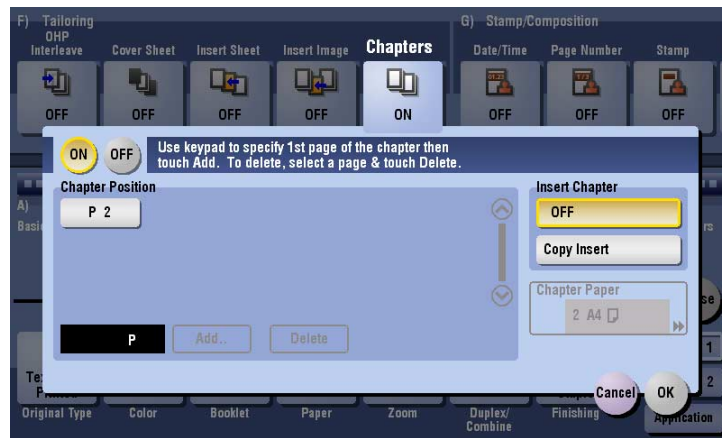 F) Tailoring
G) Stamp/Composition
OHP
Interleave
Cover Sheet
Insert Sheet
Insert Image
Chapters
Date/Time
Page Number
Stamp
OFF
OFF
OFF
OFF
ON
OFF
OFF
OFF
ON
OFF
Use keypad to specify 1st page of the chapter then
touch Add. To delete, select a page & touch Delete.
Chapter Position
P 2
Insert Chapter
OFF
Copy Insert
Chapter Paper
2 A4
P
Add..
Delete
Cancel
OK
A)
1
2
Original Type
Color
Booklet
Paper
Zoom
Duplex/
Combine
Finishing
Application